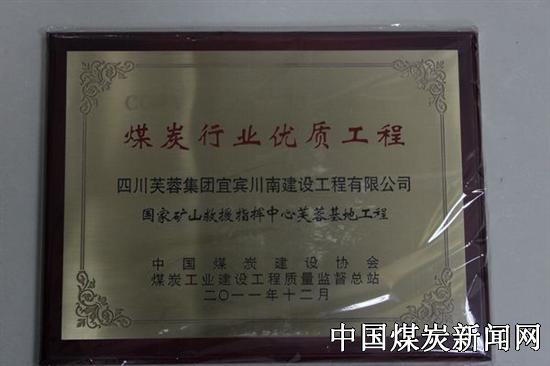 煤炭行业优质工程
四川芙蓉集团宜宾川南建设工程有限公司
国家矿山救援指挥中心芙蓉基地工程
中国煤炭建设协会
煤炭工业建设工程质量监督总站
二〇一一年十二月
中国煤炭新闻网